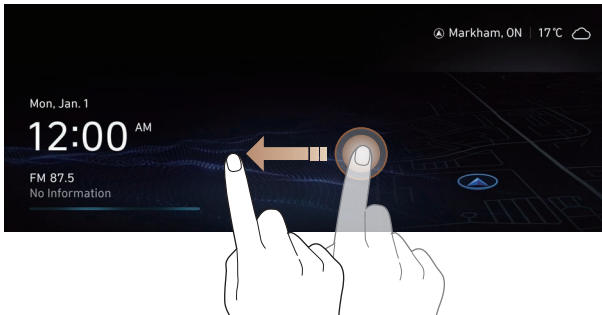 Markham, ON 17℃
Mon, Jan. 1
12:00 AM
FM 87.5
No Information